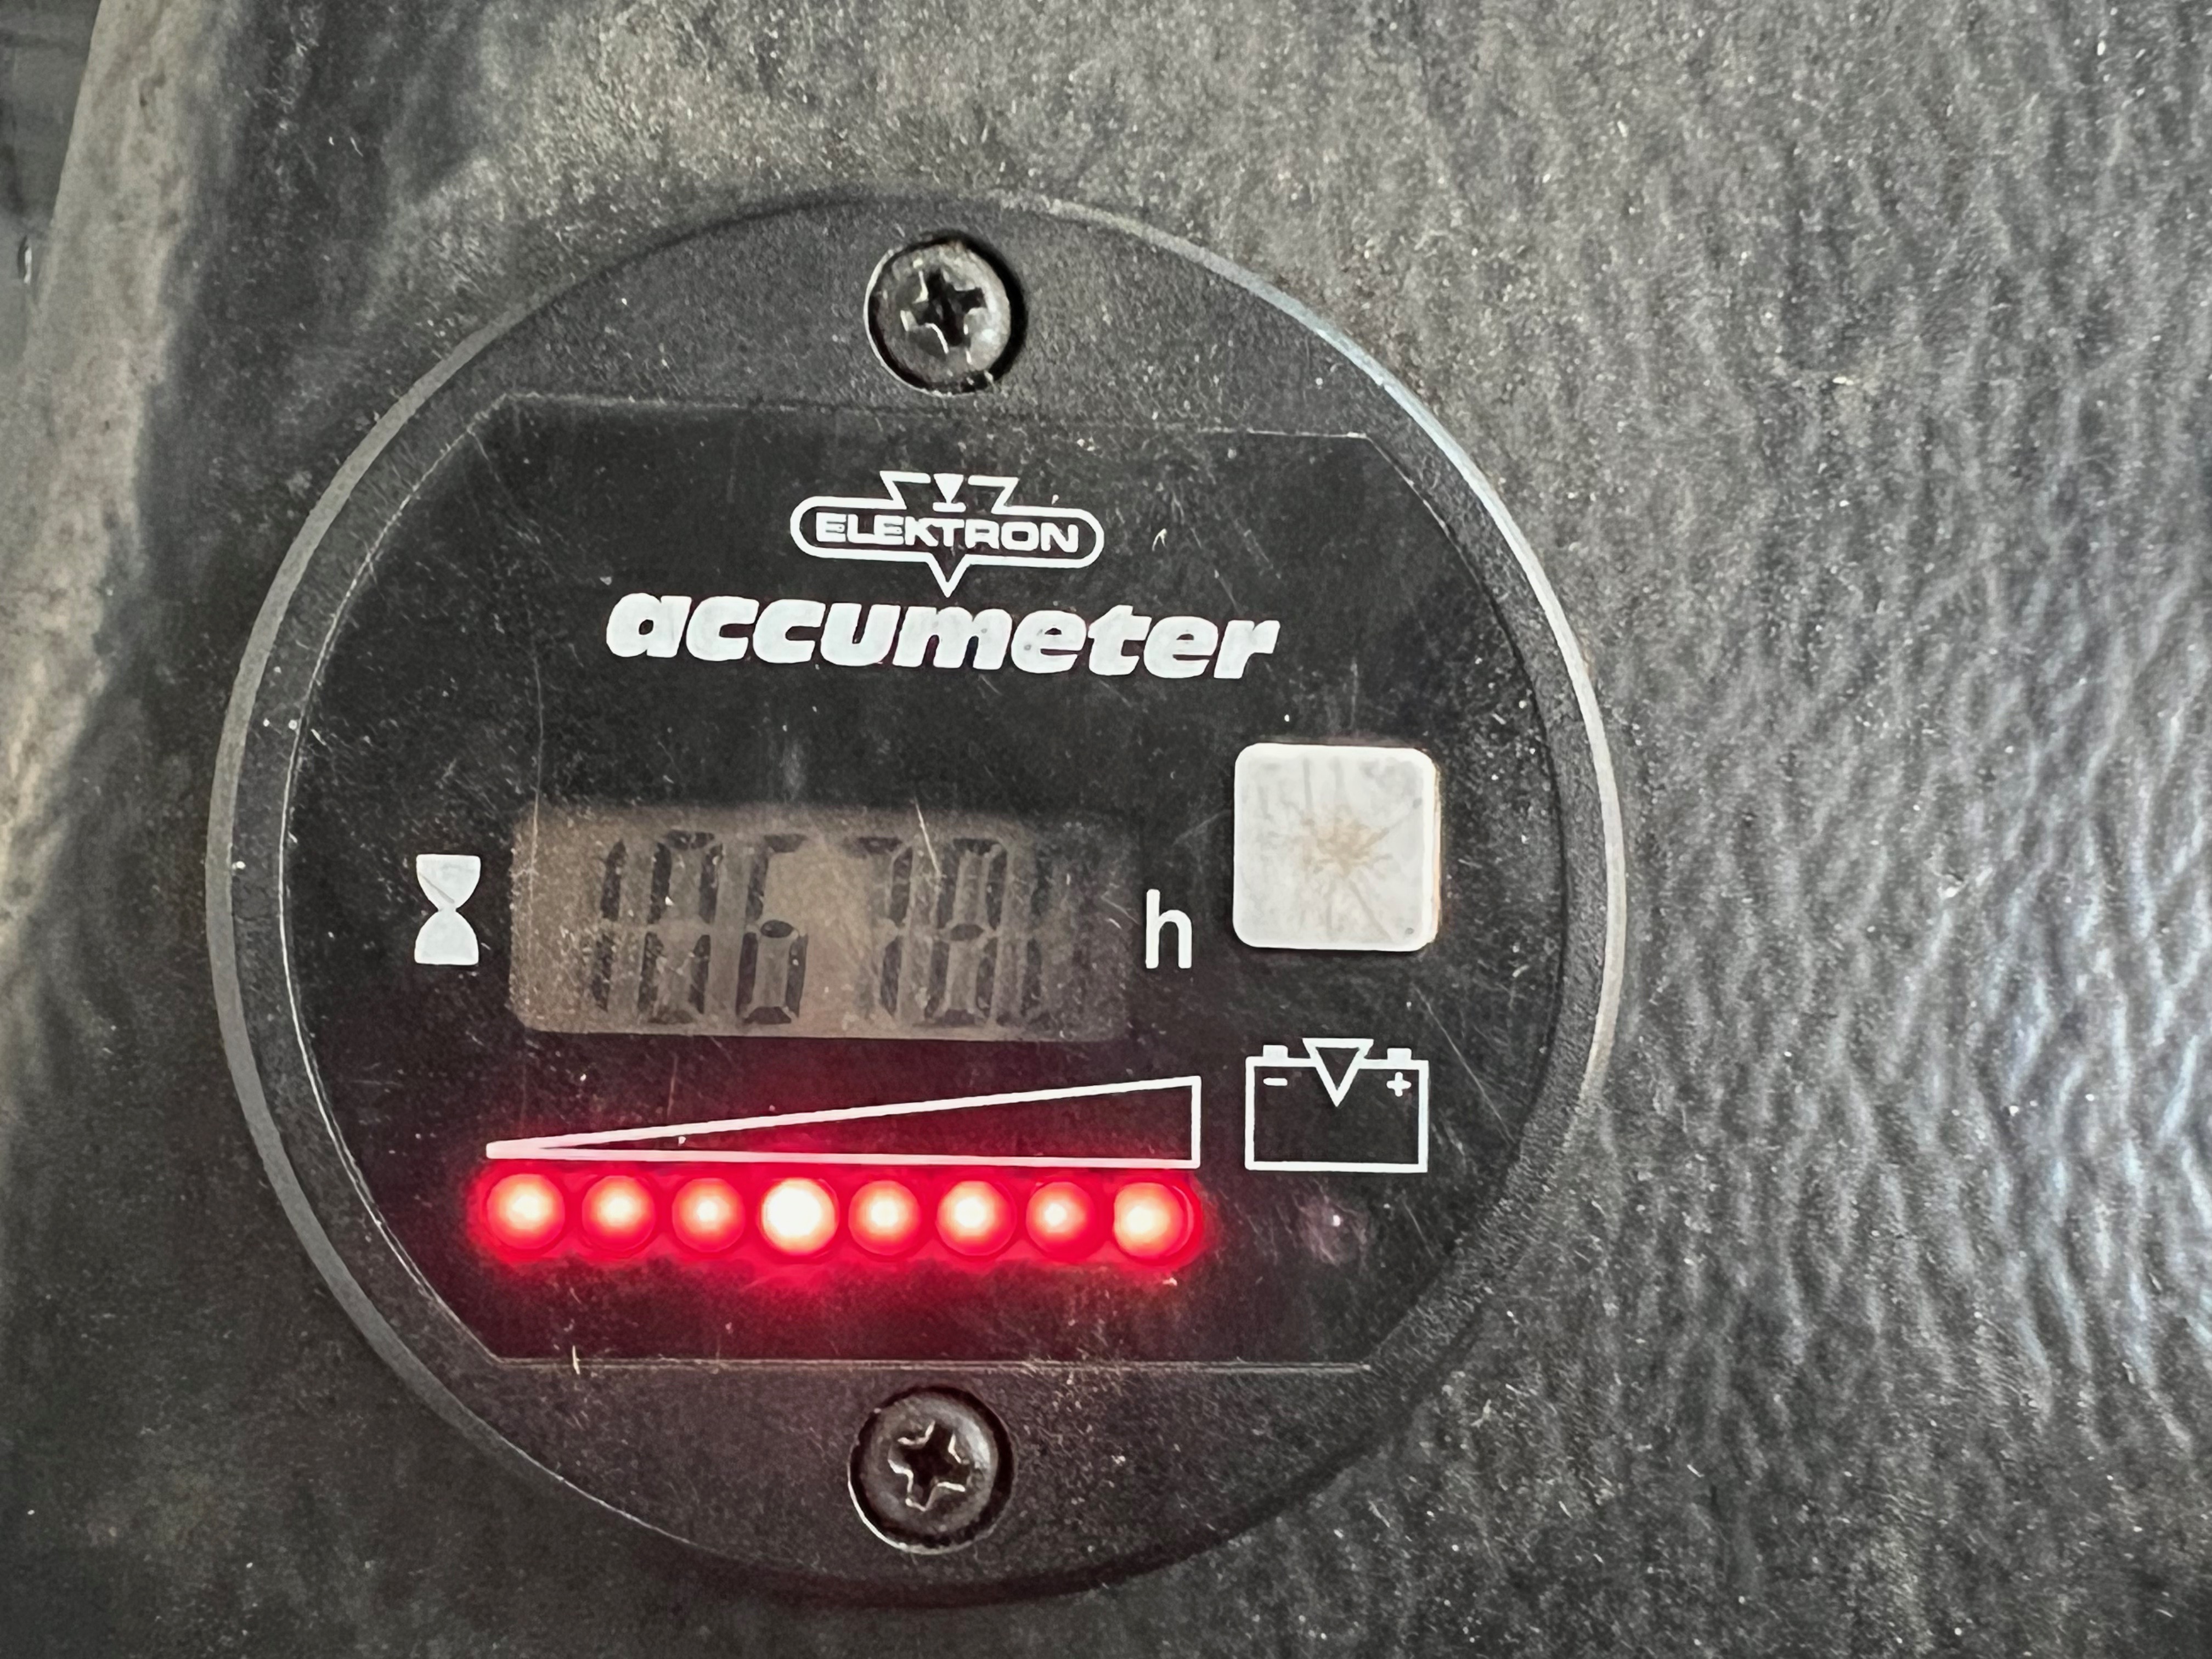 ELEKTRON
accumeter
h
- +